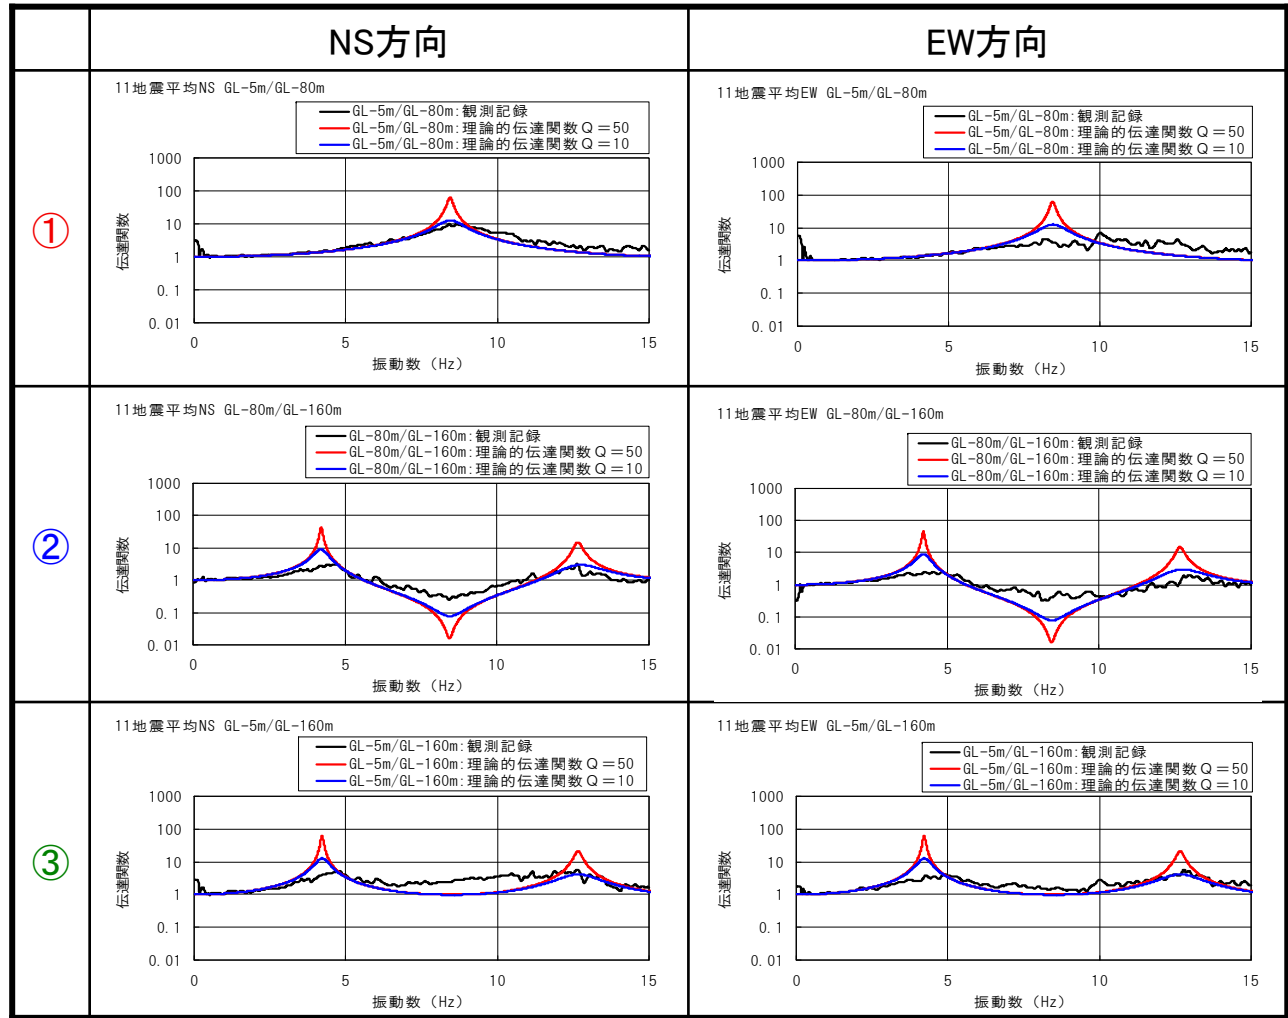 NS方向
EW方向
①
11地震平均NS GL-5m/GL-80m
GL-5m/GL-80m:観測記録
GL-5m/GL-80m:理論的伝達関数Q=50
GL-5m/GL-80m:理論的伝達関数Q=10
伝達関数
1000
100
10
1
0.1
0.01
0
5
10
15
振動数(Hz)
11地震平均EW GL-5m/GL-80m
GL-5m/GL-80m:観測記録
GL-5m/GL-80m:理論的伝達関数Q=50
GL-5m/GL-80m:理論的伝達関数Q=10
伝達関数
1000
100
10
1
0.1
0.01
0
5
10
15
振動数(Hz)
②
11地震平均NS GL-80m/GL-160m
GL-80m/GL-160m:観測記録
GL-80m/GL-160m:理論的伝達関数Q=50
GL-80m/GL-160m:理論的伝達関数Q=10
伝達関数
1000
100
10
1
0.1
0.01
0
5
10
15
振動数(Hz)
11地震平均EW GL-80m/GL-160m
GL-80m/GL-160m:観測記録
GL-80m/GL-160m:理論的伝達関数Q=50
GL-80m/GL-160m:理論的伝達関数Q=10
伝達関数
1000
100
10
1
0.1
0.01
0
5
10
15
振動数(Hz)
③
11地震平均NS GL-5m/GL-160m
GL-5m/GL-160m:観測記録
GL-5m/GL-160m:理論的伝達関数Q=50
GL-5m/GL-160m:理論的伝達関数Q=10
伝達関数
1000
100
10
1
0.1
0.01
0
5
10
15
振動数(Hz)
11地震平均EW GL-5m/GL-160m
GL-5m/GL-160m:観測記録
GL-5m/GL-160m:理論的伝達関数Q=50
GL-5m/GL-160m:理論的伝達関数Q=10
伝達関数
1000
100
10
1
0.1
0.01
0
5
10
15
振動数(Hz)